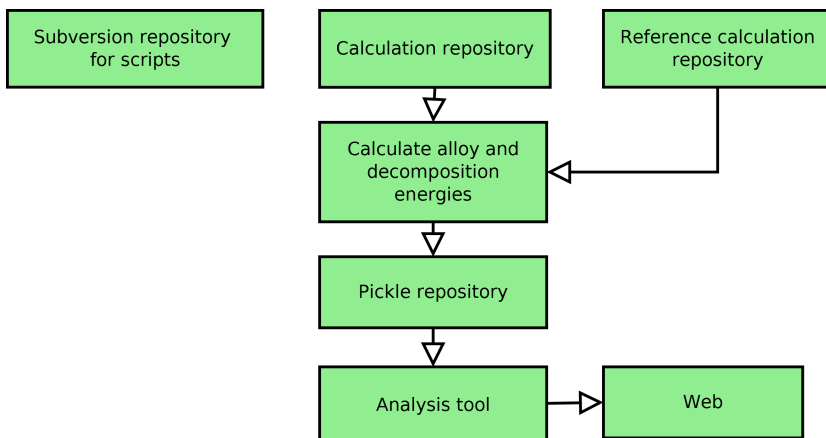 Subversion repository
for scripts
Calculation repository
Reference calculation
repository
Calculate alloy and
decomposition
energies
Pickle repository
Analysis tool
Web